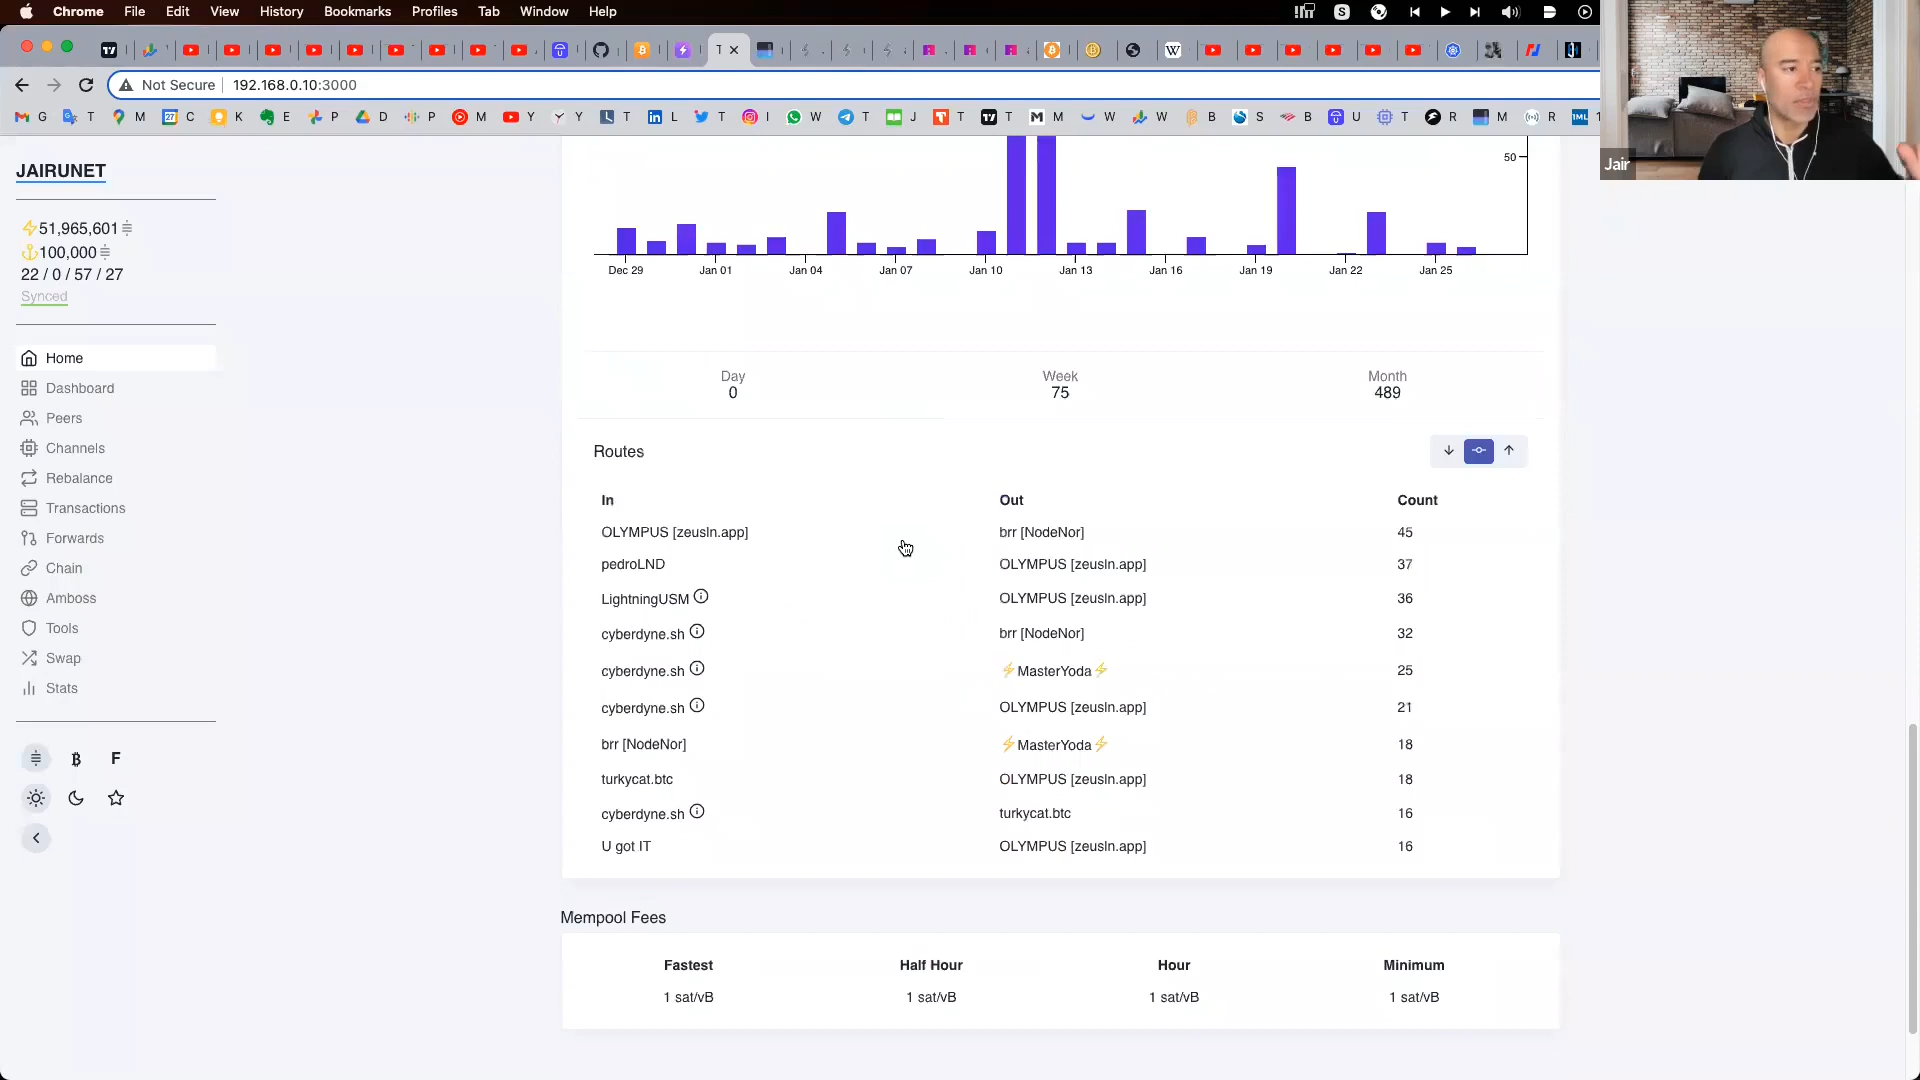 Chrome File Edit View History Bookmarks Profiles Tab Window Help
Not Secure 192.168.0.10:3000
G T M C K E P D P M Y Y T L T I W T J T T M W W B S B U T R M R 1ML
Jair
JAIRUNET
51,965,601
100,000
22 / 0 / 57 / 27
Synced
Home
Dashboard
Peers
Channels
Rebalance
Transactions
Forwards
Chain
Amboss
Tools
Swap
Stats
F
50
Dec 29 Jan 01 Jan 04 Jan 07 Jan 10 Jan 13 Jan 16 Jan 19 Jan 22 Jan 25
Day Week Month
0 75 489
Routes
In Out Count
OLYMPUS [zeusln.app] brr [NodeNor] 45
pedroLND OLYMPUS [zeusln.app] 37
LightningUSM OLYMPUS [zeusln.app] 36
cyberdyne.sh brr [NodeNor] 32
cyberdyne.sh ⚡MasterYoda⚡ 25
cyberdyne.sh OLYMPUS [zeusln.app] 21
brr [NodeNor] ⚡MasterYoda⚡ 18
turkycat.btc OLYMPUS [zeusln.app] 18
cyberdyne.sh turkycat.btc 16
U got IT OLYMPUS [zeusln.app] 16
Mempool Fees
Fastest Half Hour Hour Minimum
1 sat/vB 1 sat/vB 1 sat/vB 1 sat/vB